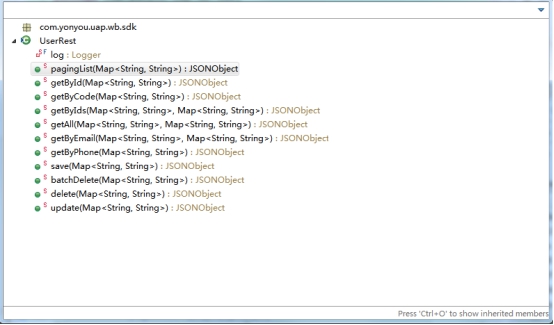 com.yonyou.uap.wb.sdk
UserRest
S F log : Logger
S pagingList(Map<String, String>) : JSONObject
S getById(Map<String, String>) : JSONObject
S getByCode(Map<String, String>) : JSONObject
S getByIds(Map<String, String>, Map<String, String>) : JSONObject
S getAll(Map<String, String>, Map<String, String>) : JSONObject
S getByEmail(Map<String, String>, Map<String, String>) : JSONObject
S getByPhone(Map<String, String>) : JSONObject
S save(Map<String, String>) : JSONObject
S batchDelete(Map<String, String>) : JSONObject
S delete(Map<String, String>) : JSONObject
S update(Map<String, String>) : JSONObject
Press 'Ctrl+O' to show inherited members